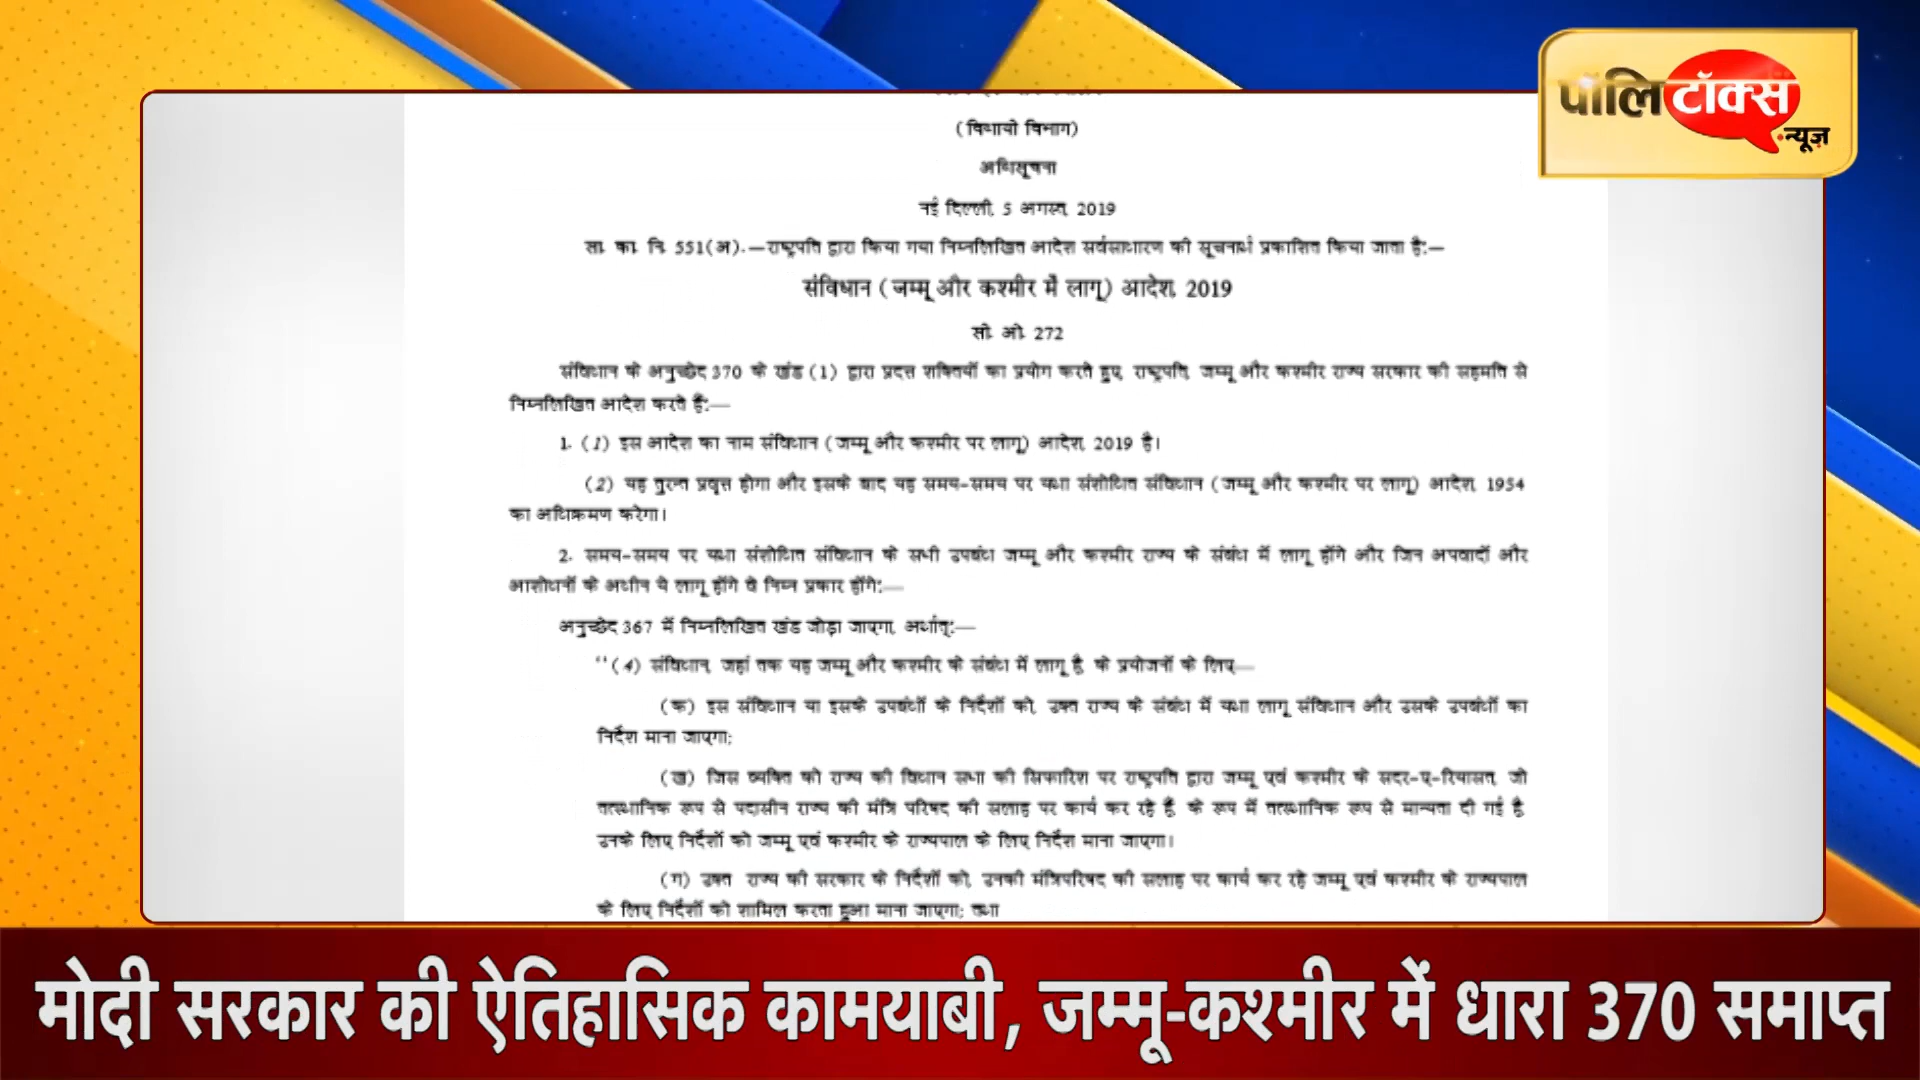 पॉलि टॉक्स
न्यूज़
(विधायी विभाग)
अधिसूचना
नई दिल्ली, 5 अगस्त, 2019
सा. का. नि. 551(अ).—राष्ट्रपति द्वारा किया गया निम्नलिखित आदेश सर्वसाधारण की सूचनार्थ प्रकाशित किया जाता है:—
संविधान (जम्मू और कश्मीर में लागू) आदेश, 2019
सी. ओ. 272
संविधान के अनुच्छेद 370 के खंड (1) द्वारा प्रदत्त शक्तियों का प्रयोग करते हुए, राष्ट्रपति, जम्मू और कश्मीर राज्य सरकार की सहमति से
निम्नलिखित आदेश करते हैं:—
1. (1) इस आदेश का नाम संविधान (जम्मू और कश्मीर पर लागू) आदेश, 2019 है।
(2) यह तुरन्त प्रवृत्त होगा और इसके बाद यह समय-समय पर यथा संशोधित संविधान (जम्मू और कश्मीर पर लागू) आदेश, 1954
का अधिक्रमण करेगा।
2. समय-समय पर यथा संशोधित संविधान के सभी उपबंध जम्मू और कश्मीर राज्य के संबंध में लागू होंगे और जिन अपवादों और
आशोधनों के अधीन ये लागू होंगे वे निम्न प्रकार होंगे:—
अनुच्छेद 367 में निम्नलिखित खंड जोड़ा जाएगा, अर्थात्:—
"(4) संविधान, जहां तक यह जम्मू और कश्मीर के संबंध में लागू है, के प्रयोजनों के लिए—
(क) इस संविधान या इसके उपबंधों के निर्देशों को, उक्त राज्य के संबंध में यथा लागू संविधान और उसके उपबंधों का
निर्देश माना जाएगा;
(ख) जिस व्यक्ति को राज्य की विधान सभा की सिफारिश पर राष्ट्रपति द्वारा जम्मू एवं कश्मीर के सदर-ए-रियासत, जो
तत्स्थानिक रूप से पदासीन राज्य की मंत्रि परिषद की सलाह पर कार्य कर रहे हैं, के रूप में तत्स्थानिक रूप से मान्यता दी गई है,
उनके लिए निर्देशों को जम्मू एवं कश्मीर के राज्यपाल के लिए निर्देश माना जाएगा।
(ग) उक्त राज्य की सरकार के निर्देशों को, उनकी मंत्रिपरिषद की सलाह पर कार्य कर रहे जम्मू एवं कश्मीर के राज्यपाल
के लिए निर्देशों को शामिल करता हुआ माना जाएगा; तथा
मोदी सरकार की ऐतिहासिक कामयाबी, जम्मू-कश्मीर में धारा 370 समाप्त